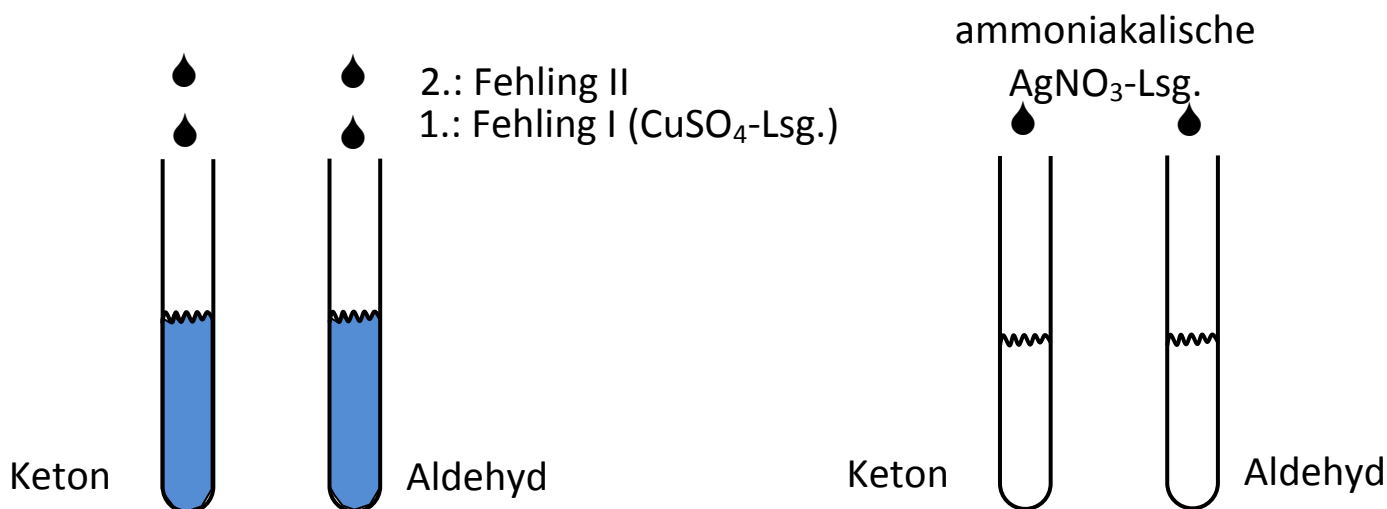 2.: Fehling II
1.: Fehling I (CuSO₄-Lsg.)
Keton
Aldehyd
ammoniakalische
AgNO₃-Lsg.
Keton
Aldehyd